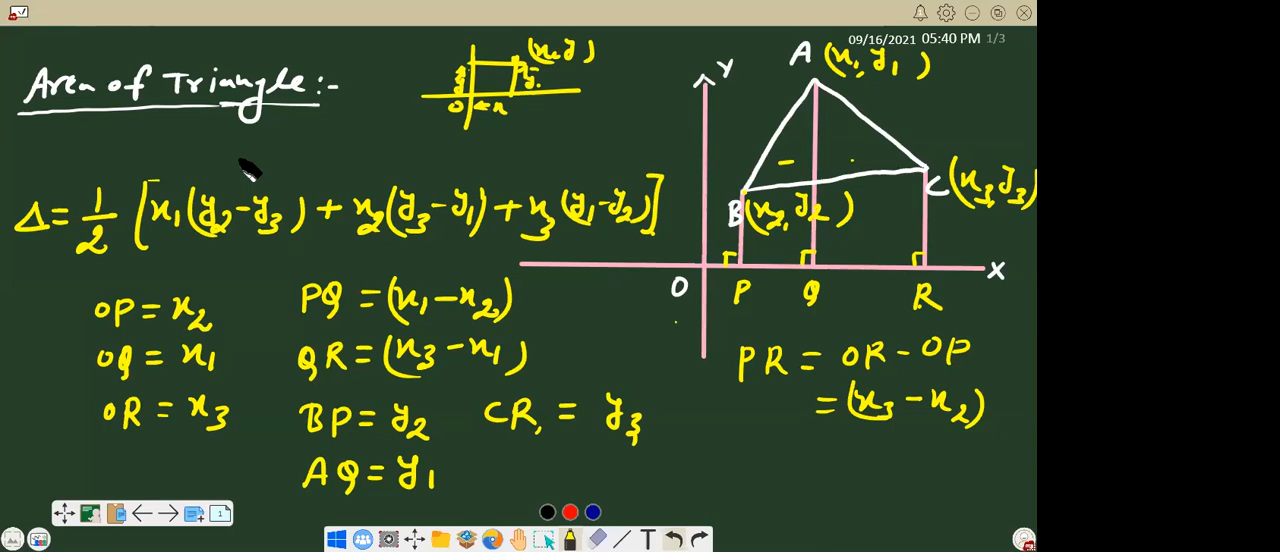 09/16/2021 05:40 PM 1/3
Area of Triangle:-
(x,y)
y
y
O
x
Y
A (x1, y1)
B(x2, y2)
C (x3, y3)
O P Q R X
Δ = 1/2 [x1(y2-y3) + x2(y3-y1) + x3(y1-y2)]
OP = x2
OQ = x1
OR = x3
PQ = (x1 - x2)
QR = (x3 - x1)
BP = y2
CR, = y3
AQ = y1
PR = OR - OP
= (x3 - x2)
1
T